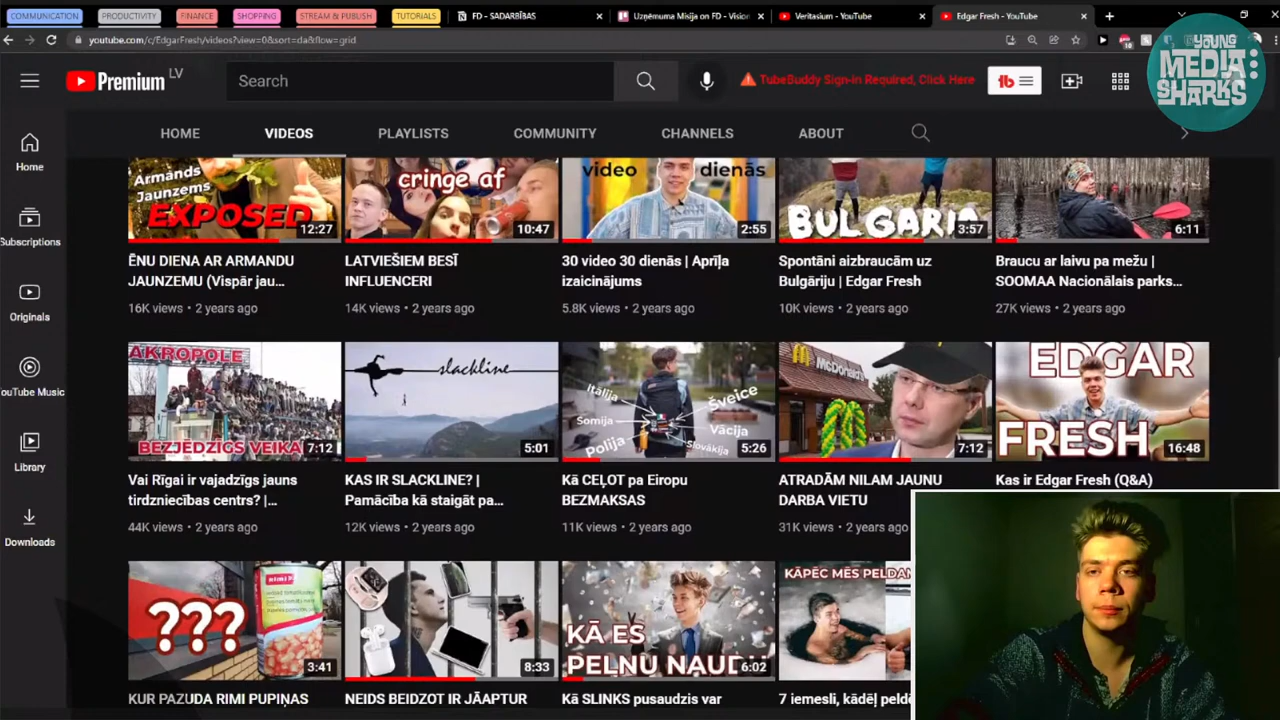 COMMUNICATION
PRODUCTIVITY
FINANCE
SHOPPING
STREAM & PUBLISH
TUTORIALS
FD - SADARBĪBAS
Uzņēmuma Misija on FD - Vision
Veritasium - YouTube
Edgar Fresh - YouTube
youtube.com/c/EdgarFresh/videos?view=0&sort=da&flow=grid
YOUNG
MEDIA
SHARKS
Premium LV
Search
TubeBuddy Sign-in Required, Click Here
HOME
VIDEOS
PLAYLISTS
COMMUNITY
CHANNELS
ABOUT
Home
Subscriptions
Originals
YouTube Music
Library
Downloads
Armands
Jaunzems
EXPOSED
12:27
cringe af
10:47
video dienās
2:55
BULGARIA
3:57
6:11
ĒNU DIENA AR ARMANDU
JAUNZEMU (Vispār jau...
16K views • 2 years ago
LATVIEŠIEM BESĪ
INFLUENCERI
14K views • 2 years ago
30 video 30 dienās | Aprīļa
izaicinājums
5.8K views • 2 years ago
Spontāni aizbraucām uz
Bulgāriju | Edgar Fresh
10K views • 2 years ago
Braucu ar laivu pa mežu |
SOOMAA Nacionālais parks...
27K views • 2 years ago
AKROPOLE
BEZJĒDZĪGS VEIKA
7:12
slackline
5:01
Itālija
Somija
Polija
Šveice
Vācija
Slovākija
5:26
McDonald's
7:12
EDGAR
FRESH
16:48
Vai Rīgai ir vajadzīgs jauns
tirdzniecības centrs? |...
44K views • 2 years ago
KAS IR SLACKLINE? |
Pamācība kā staigāt pa...
12K views • 2 years ago
Kā CEĻOT pa Eiropu
BEZMAKSAS
11K views • 2 years ago
ATRADĀM NILAM JAUNU
DARBA VIETU
31K views • 2 years ago
Kas ir Edgar Fresh (Q&A)
???
rimi
3:41
8:33
KĀ ES
PELNU NAUDU
6:02
KĀPĒC MĒS PELDAM
KUR PAZUDA RIMI PUPIŅAS
NEIDS BEIDZOT IR JĀAPTUR
Kā SLINKS pusaudzis var
7 iemesli, kādēļ peldē